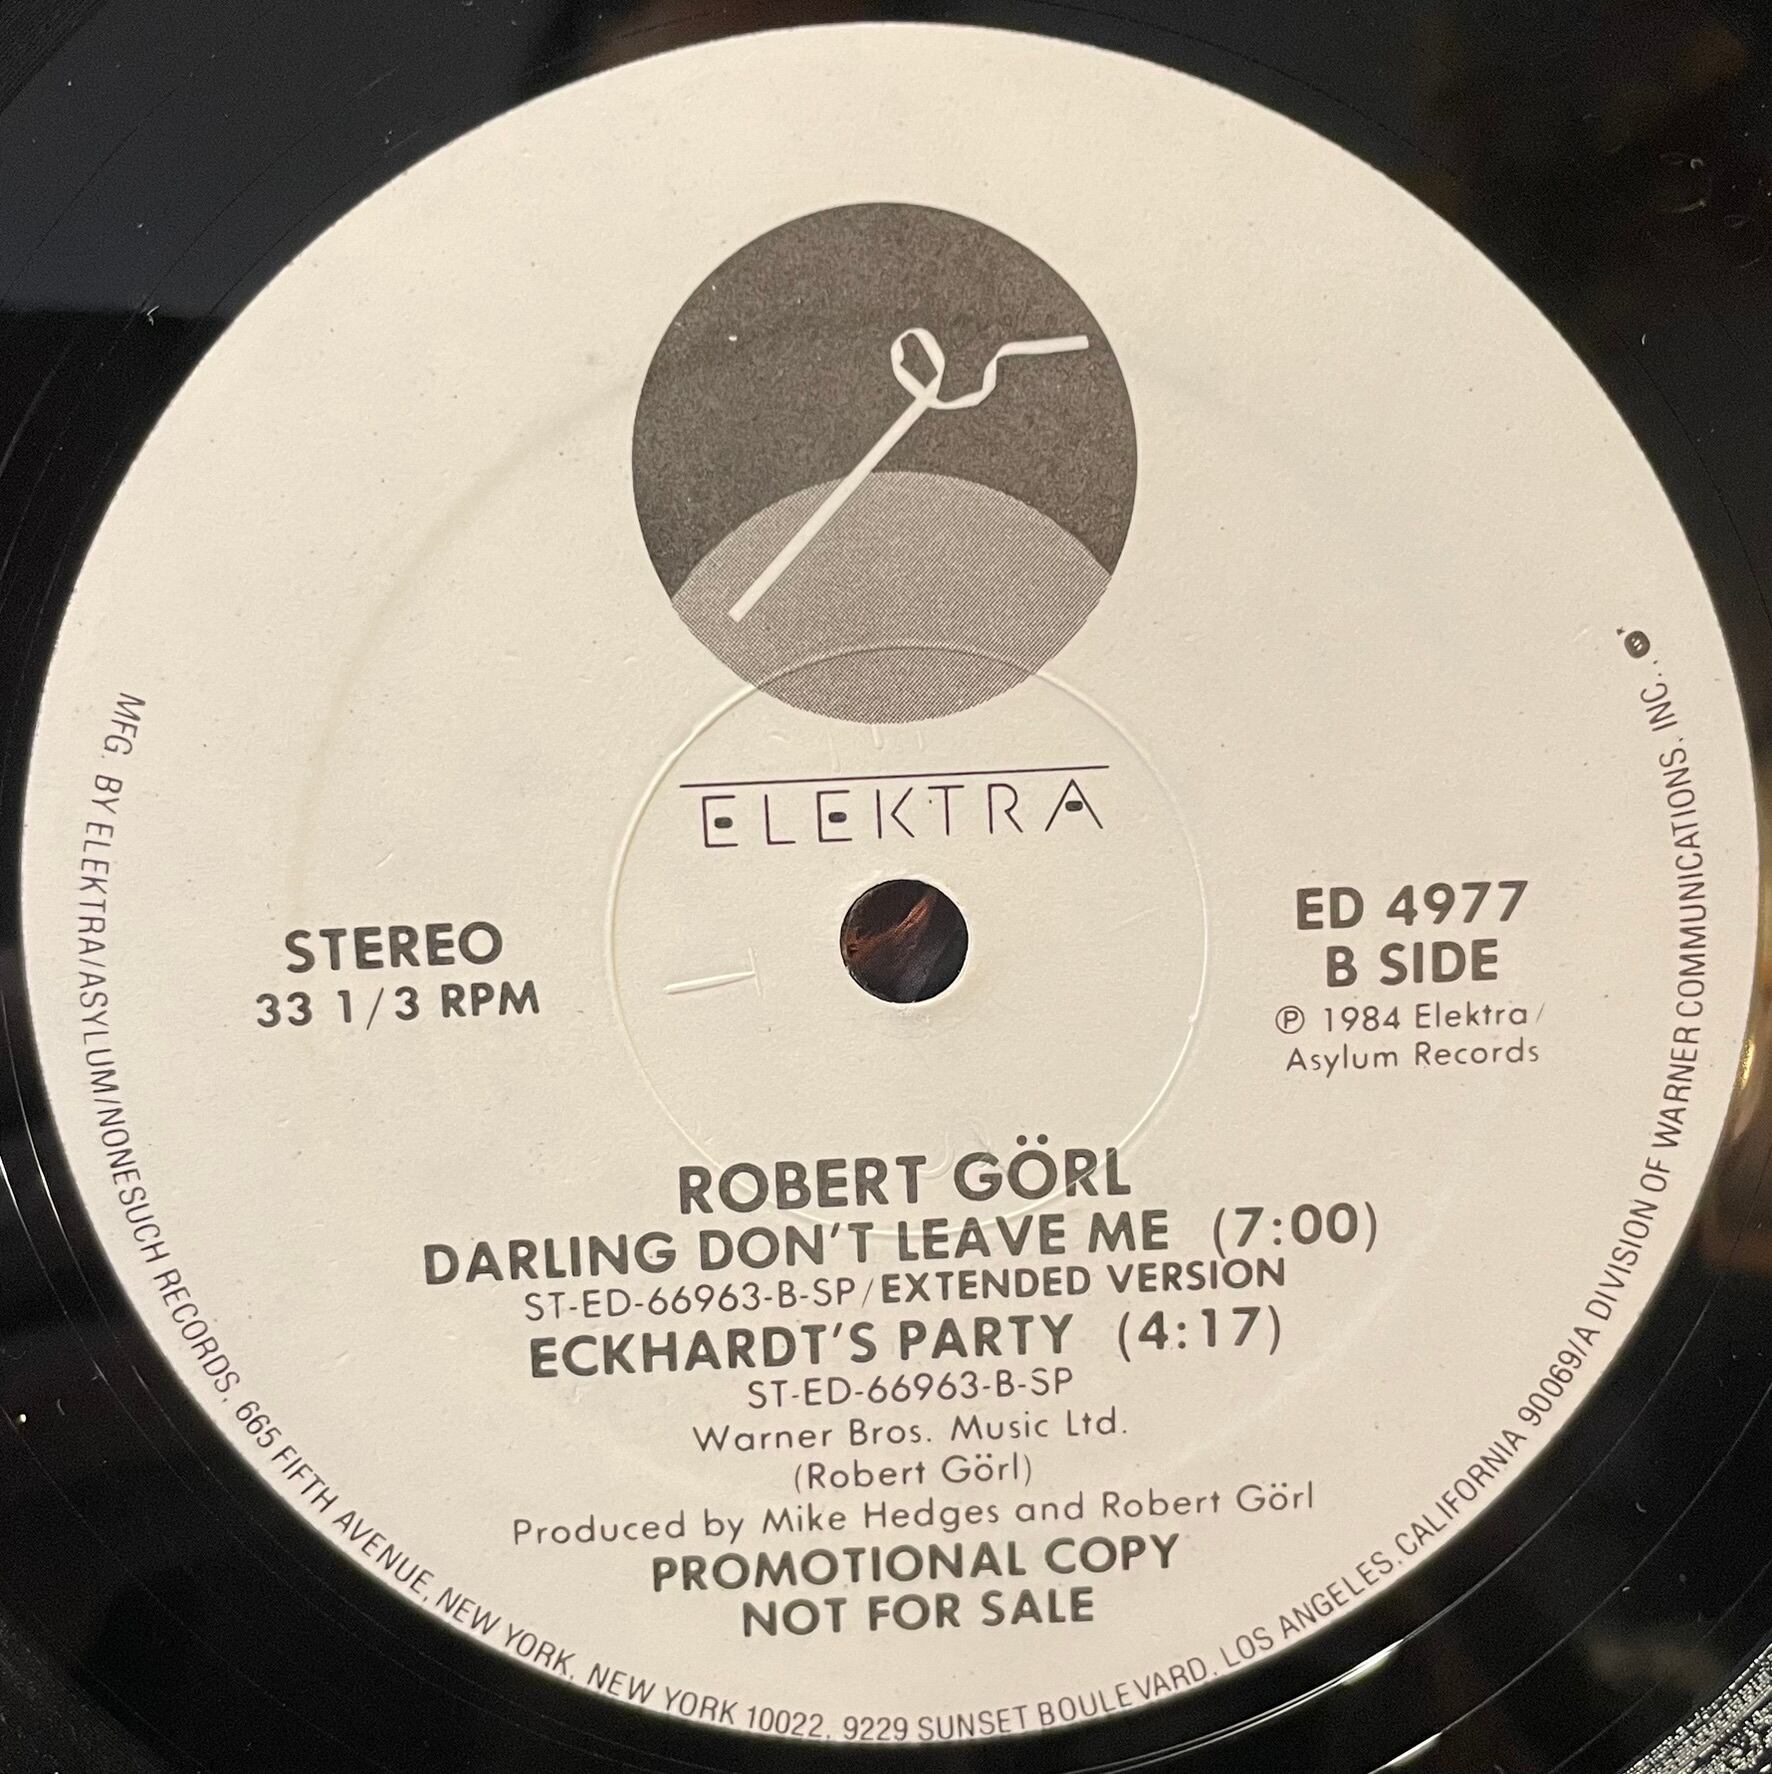 ELEKTRA
STEREO
33 1/3 RPM
ED 4977
B SIDE
℗ 1984 Elektra/
Asylum Records
ROBERT GÖRL
DARLING DON'T LEAVE ME (7:00)
ST-ED-66963-B-SP/EXTENDED VERSION
ECKHARDT'S PARTY (4:17)
ST-ED-66963-B-SP
Warner Bros. Music Ltd.
(Robert Görl)
Produced by Mike Hedges and Robert Görl
PROMOTIONAL COPY
NOT FOR SALE
MFG. BY ELEKTRA/ASYLUM/NONESUCH RECORDS, 665 FIFTH AVENUE, NEW YORK, NEW YORK 10022, 9229 SUNSET BOULEVARD, LOS ANGELES, CALIFORNIA 90069/A DIVISION OF WARNER COMMUNICATIONS, INC.